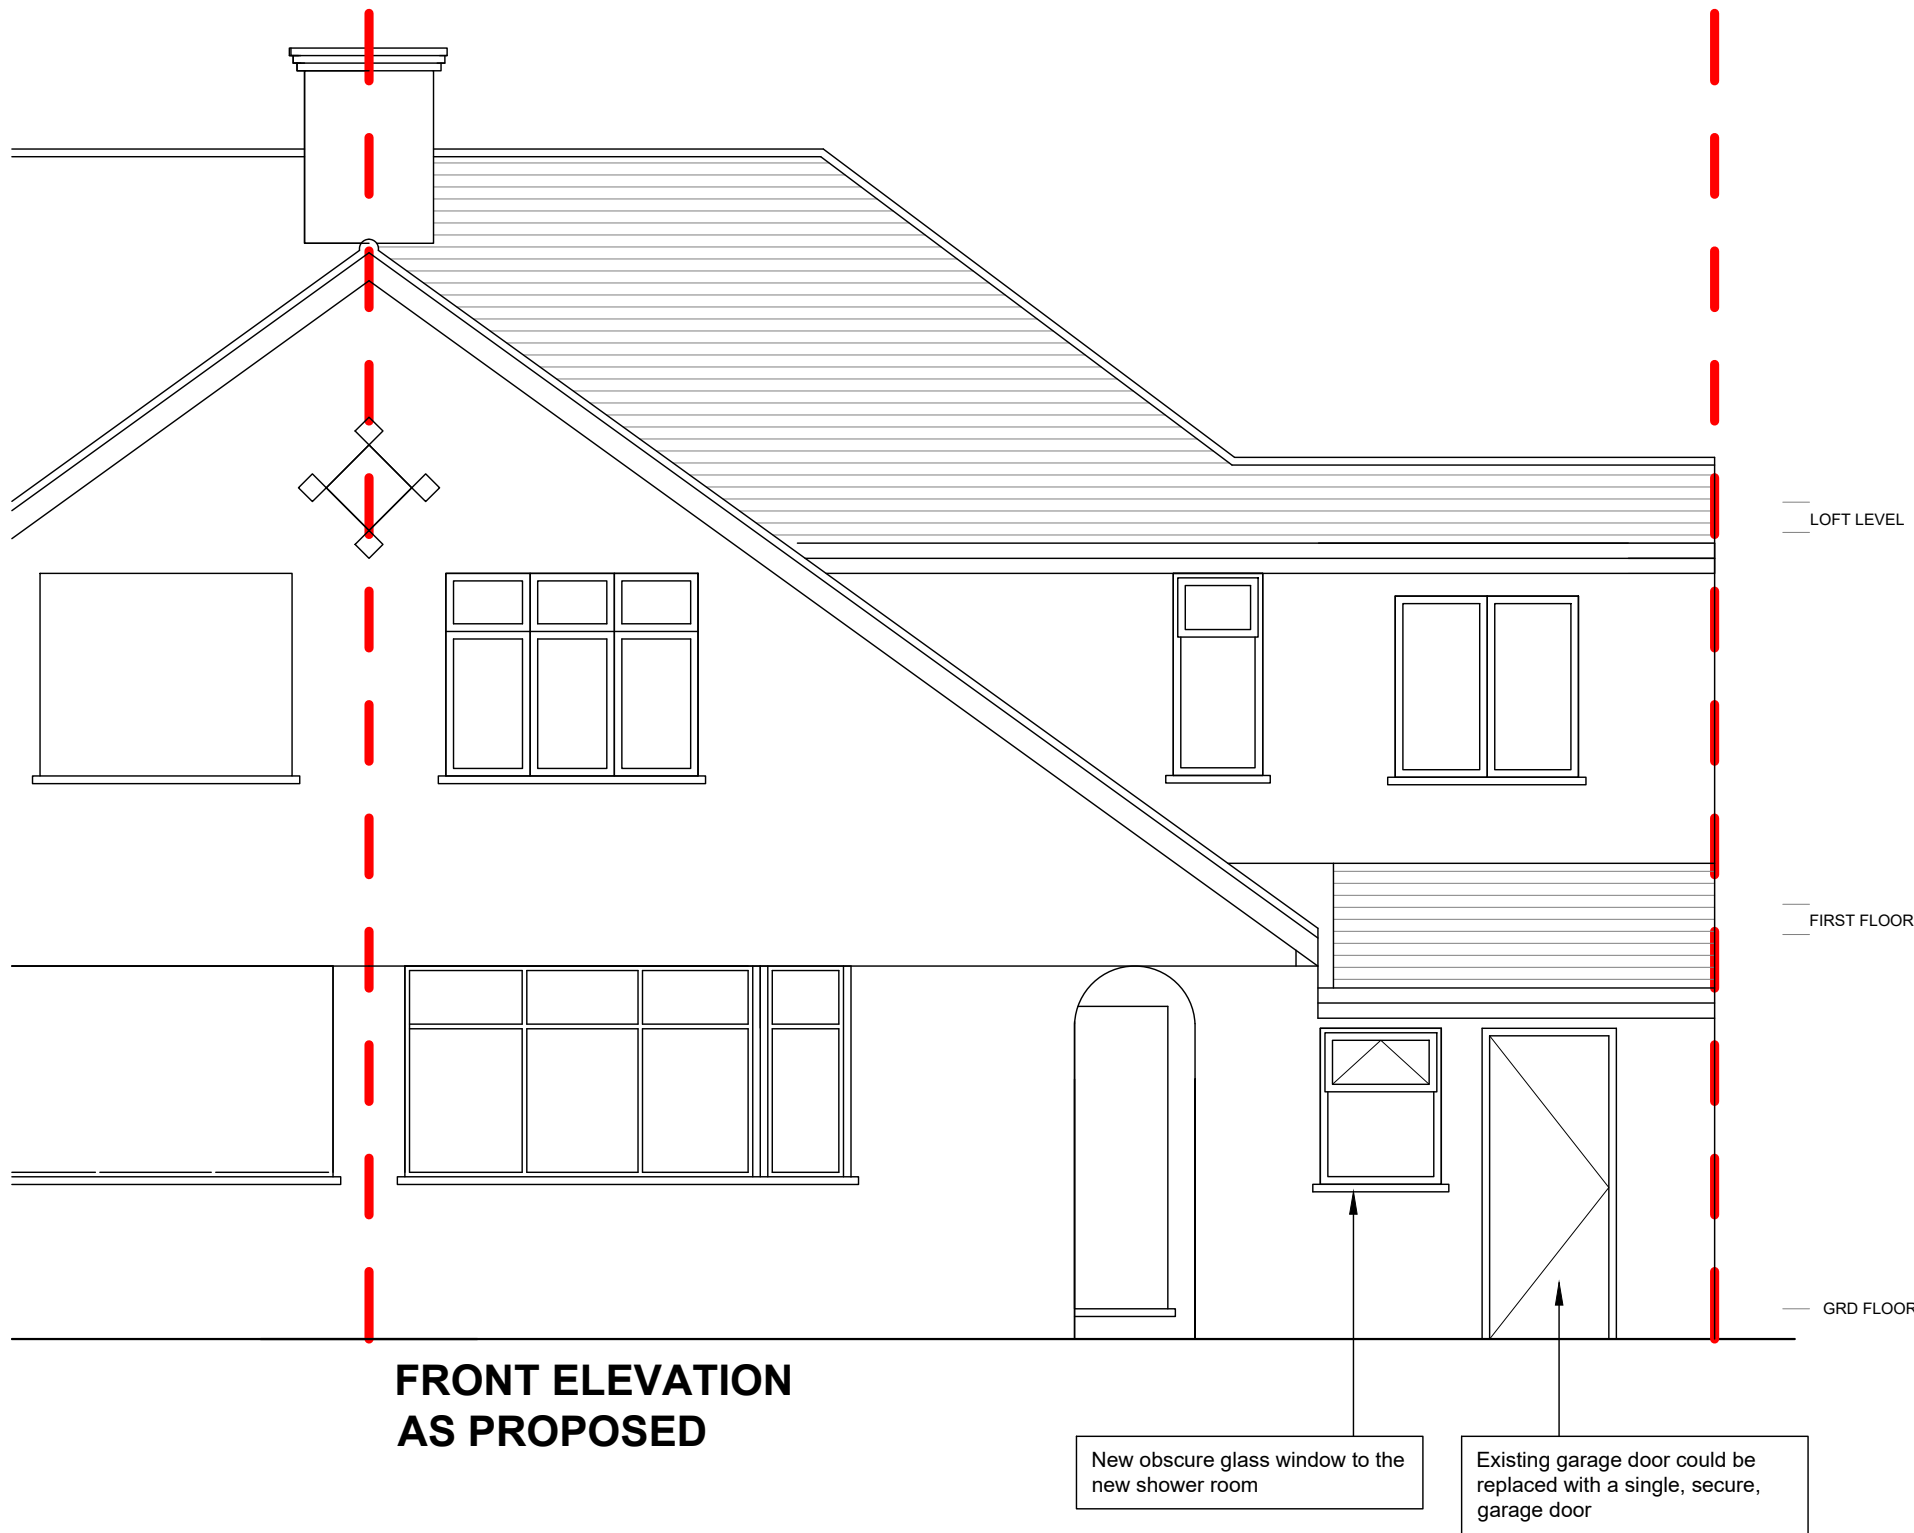 LOFT LEVEL
FIRST FLOOR
GRD FLOOR
FRONT ELEVATION
AS PROPOSED
New obscure glass window to the
new shower room
Existing garage door could be
replaced with a single, secure,
garage door